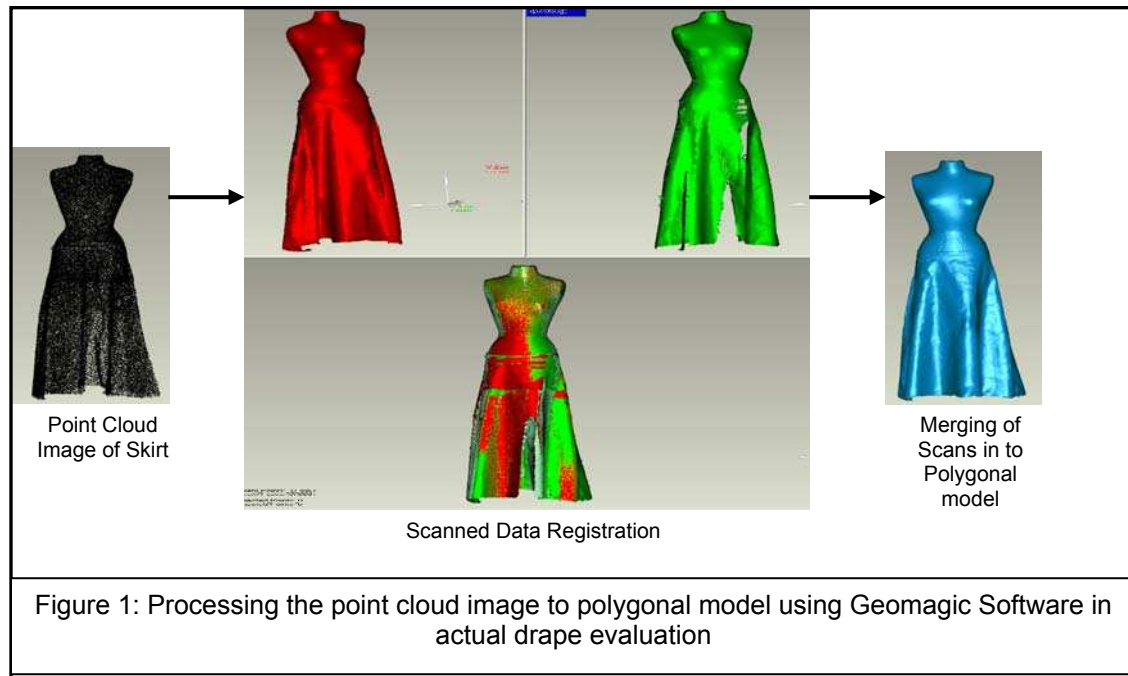 Point Cloud
Image of Skirt
Scanned Data Registration
Merging of
Scans in to
Polygonal
model
Figure 1: Processing the point cloud image to polygonal model using Geomagic Software in
actual drape evaluation